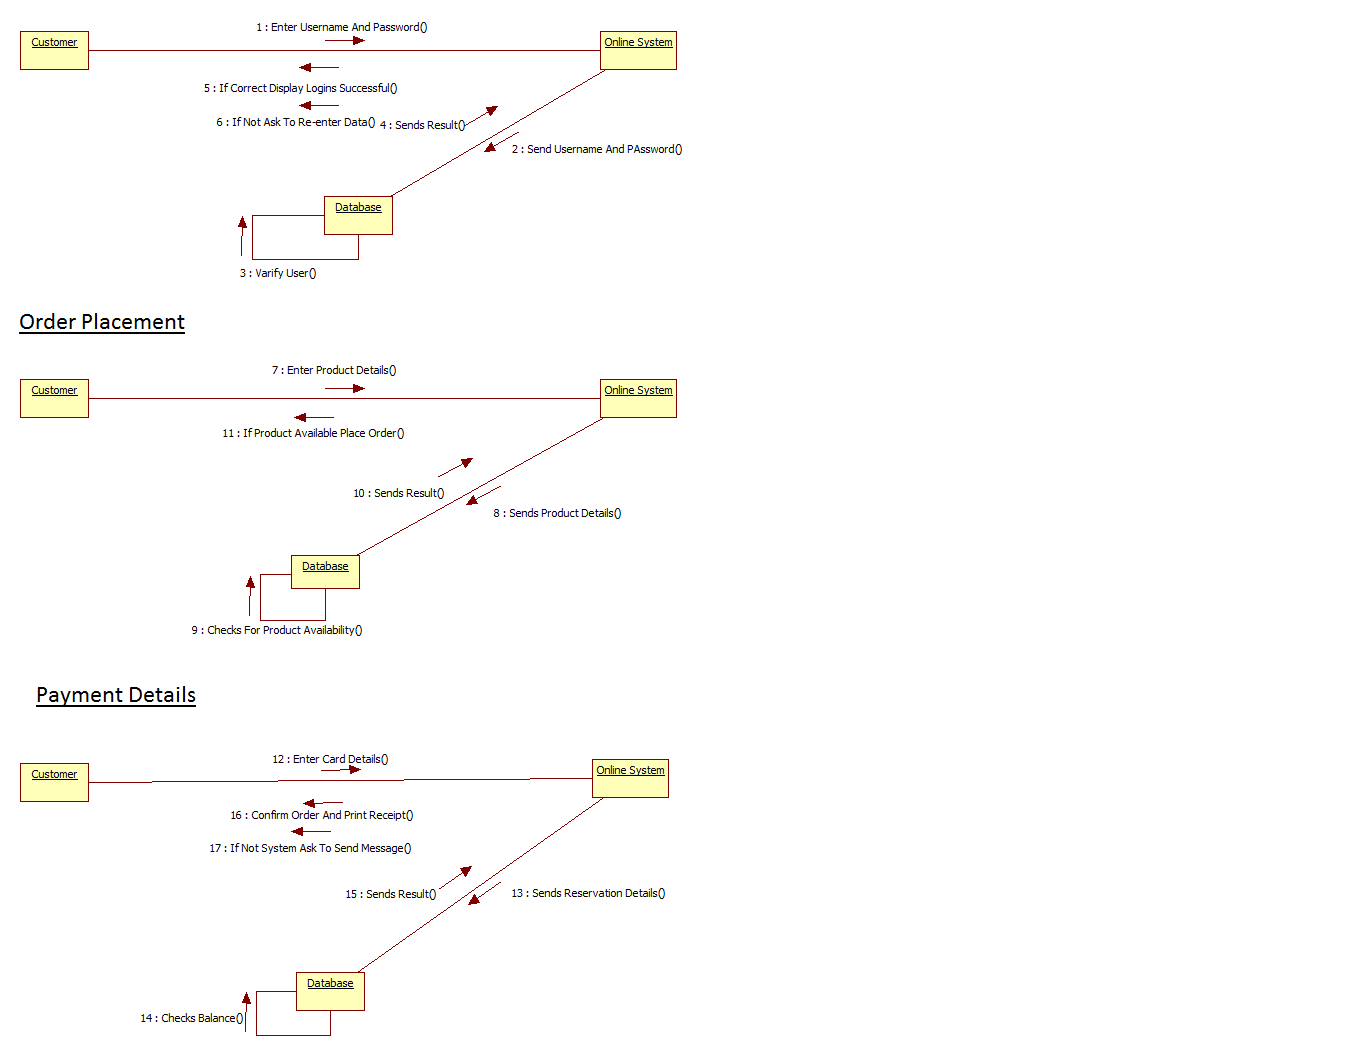 1 : Enter Username And Password()
Customer
Online System
5 : If Correct Display Logins Successful()
6 : If Not Ask To Re-enter Data()
4 : Sends Result()
2 : Send Username And PAssword()
Database
3 : Varify User()
Order Placement
7 : Enter Product Details()
Customer
Online System
11 : If Product Available Place Order()
10 : Sends Result()
8 : Sends Product Details()
Database
9 : Checks For Product Availability()
Payment Details
12 : Enter Card Details()
Customer
Online System
16 : Confirm Order And Print Receipt()
17 : If Not System Ask To Send Message()
15 : Sends Result()
13 : Sends Reservation Details()
Database
14 : Checks Balance()